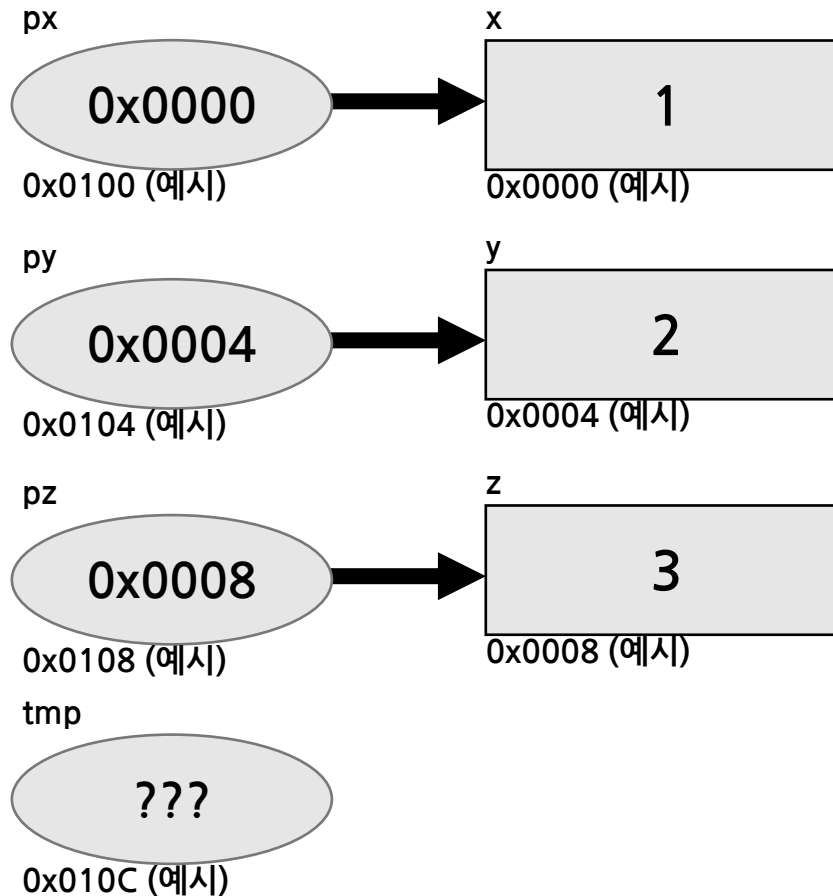 px
x
0x0000
1
0x0100 (예시)
0x0000 (예시)
py
y
0x0004
2
0x0104 (예시)
0x0004 (예시)
pz
z
0x0008
3
0x0108 (예시)
0x0008 (예시)
tmp
???
0x010C (예시)